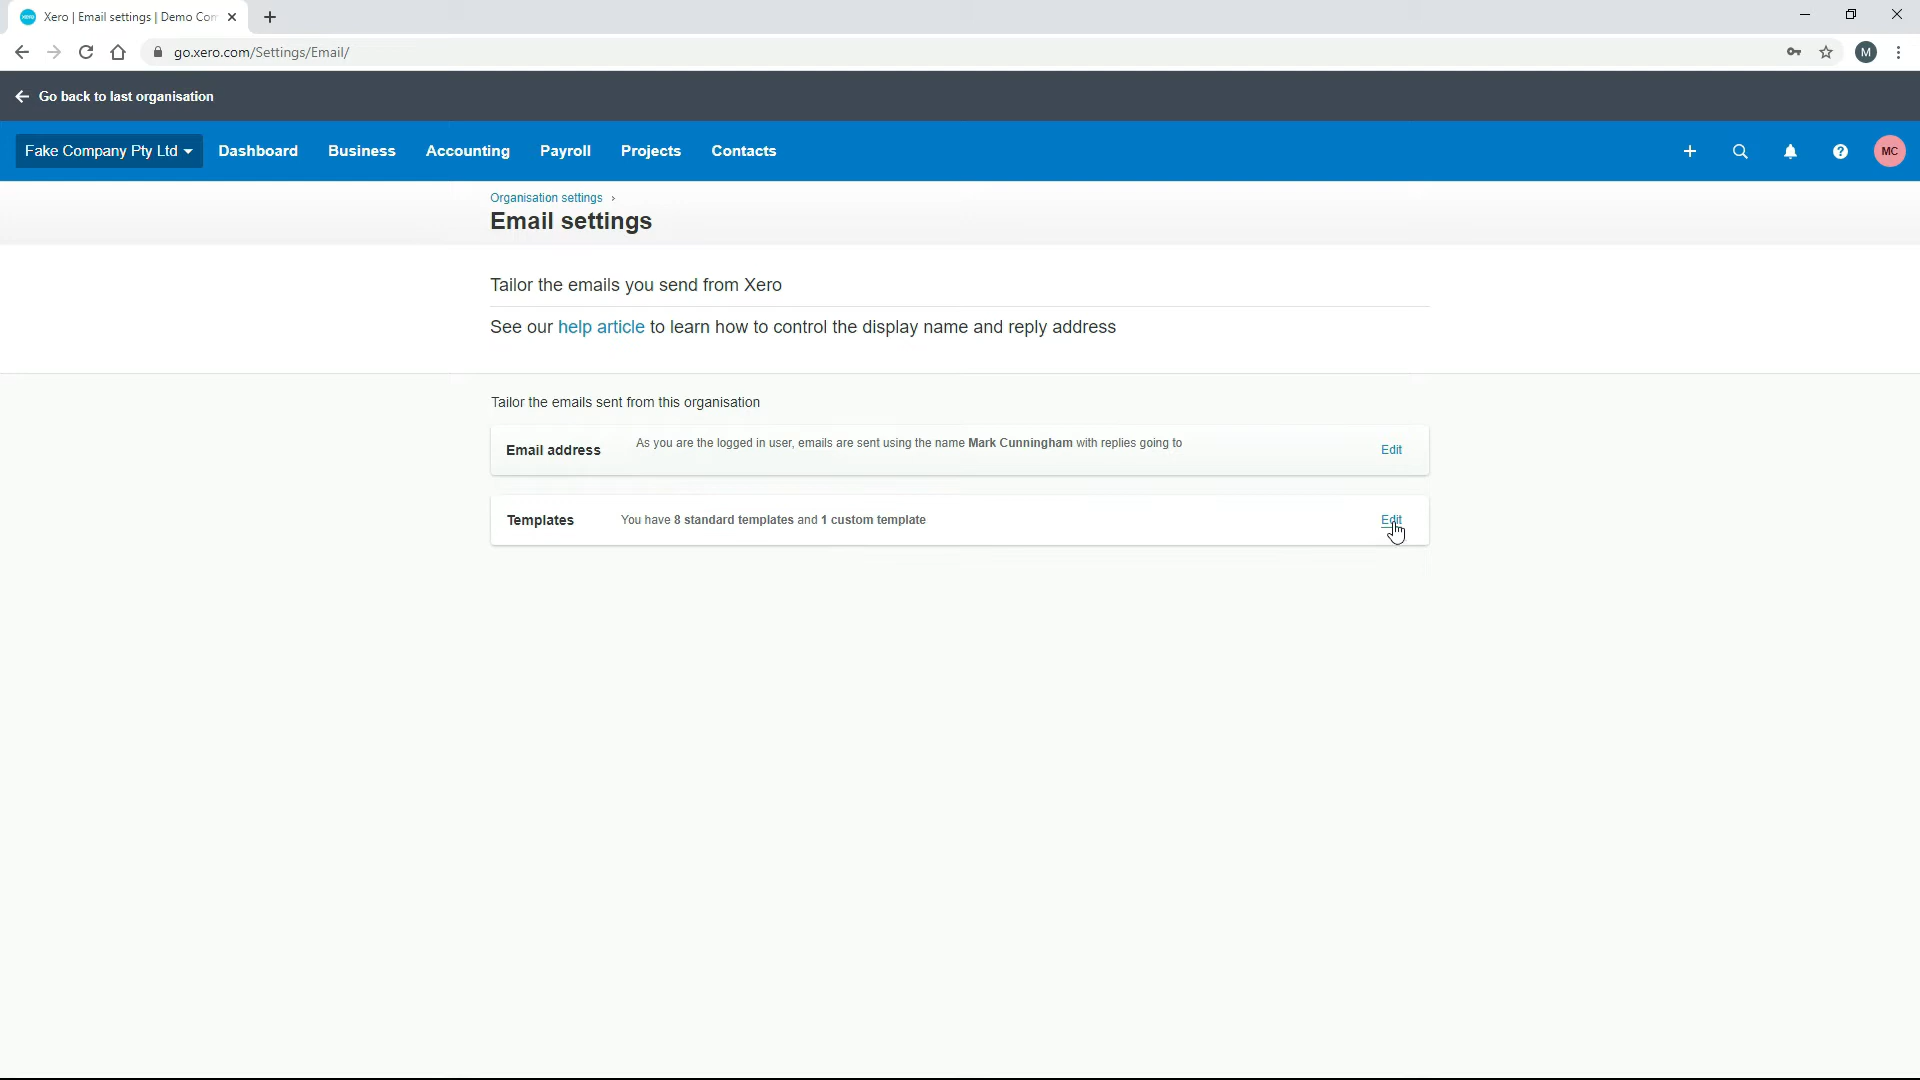 Xero | Email settings | Demo Com
go.xero.com/Settings/Email/
M
Go back to last organisation
Fake Company Pty Ltd
Dashboard
Business
Accounting
Payroll
Projects
Contacts
MC
Organisation settings ›
Email settings
Tailor the emails you send from Xero
See our help article to learn how to control the display name and reply address
Tailor the emails sent from this organisation
Email address
As you are the logged in user, emails are sent using the name Mark Cunningham with replies going to
Edit
Templates
You have 8 standard templates and 1 custom template
Edit